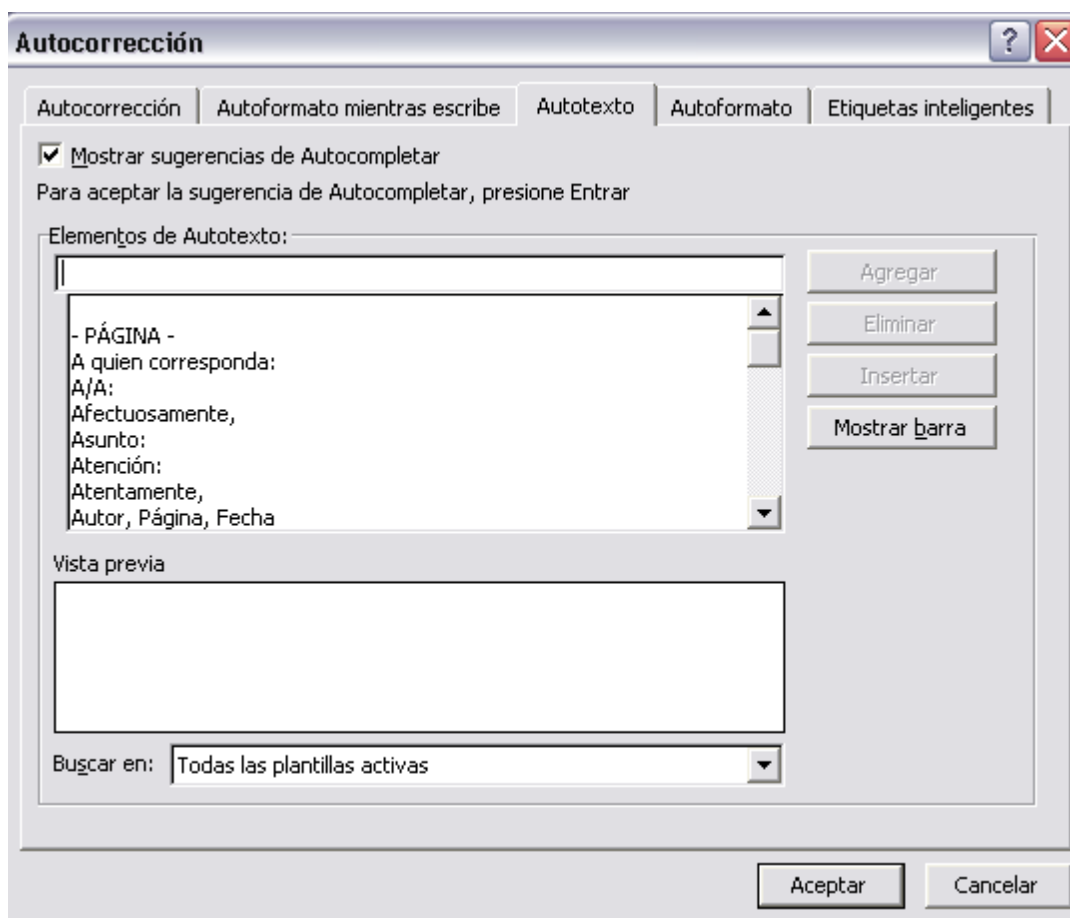 Autocorrección
Autocorrección Autoformato mientras escribe Autotexto Autoformato Etiquetas inteligentes
Mostrar sugerencias de Autocompletar
Para aceptar la sugerencia de Autocompletar, presione Entrar
Elementos de Autotexto:
Agregar
- PÁGINA -
A quien corresponda:
A/A:
Afectuosamente,
Asunto:
Atención:
Atentamente,
Autor, Página, Fecha
Eliminar
Insertar
Mostrar barra
Vista previa
Buscar en: Todas las plantillas activas
Aceptar Cancelar